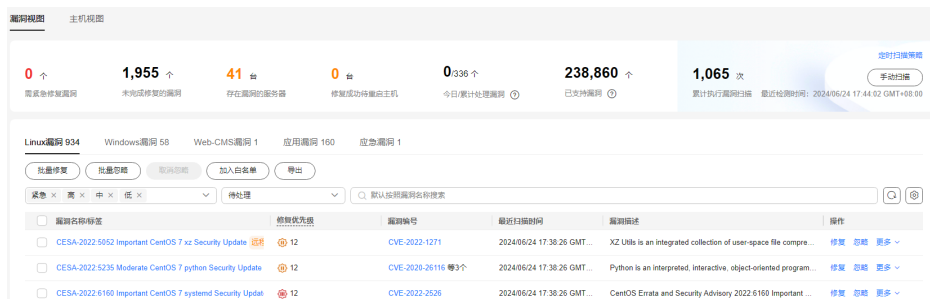 漏洞视图 主机视图
定时扫描策略
0 个 1,955 个 41 台 0 台 0/336 个 238,860 个 1,065 次 手动扫描
需紧急修复漏洞 未完成修复的漏洞 存在漏洞的服务器 修复成功待重启主机 今日/累计处理漏洞 已支持漏洞 累计执行漏洞扫描 最近检测时间：2024/06/24 17:44:02 GMT+08:00
Linux漏洞 934 Windows漏洞 58 Web-CMS漏洞 1 应用漏洞 160 应急漏洞 1
批量修复 批量忽略 取消忽略 加入白名单 导出
紧急 × 高 × 中 × 低 × 待处理 默认按照漏洞名称搜索
漏洞名称/标签 修复优先级 漏洞编号 最近扫描时间 漏洞描述 操作
CESA-2022:5052 Important CentOS 7 xz Security Update 12 CVE-2022-1271 2024/06/24 17:38:26 GMT... XZ Utils is an integrated collection of user-space file compre... 修复 忽略 更多
CESA-2022:5235 Moderate CentOS 7 python Security Update 12 CVE-2020-26116 等3个 2024/06/24 17:38:26 GMT... Python is an interpreted, interactive, object-oriented program... 修复 忽略 更多
CESA-2022:6160 Important CentOS 7 systemd Security Updat 12 CVE-2022-2526 2024/06/24 17:38:26 GMT... CentOS Errata and Security Advisory 2022:6160 Important ... 修复 忽略 更多